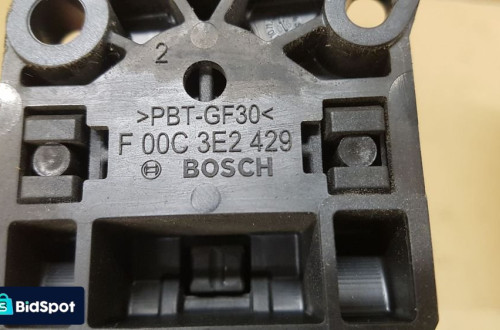 2
>PBT-GF30<
F 00C 3E2 429
BOSCH
BidSpot